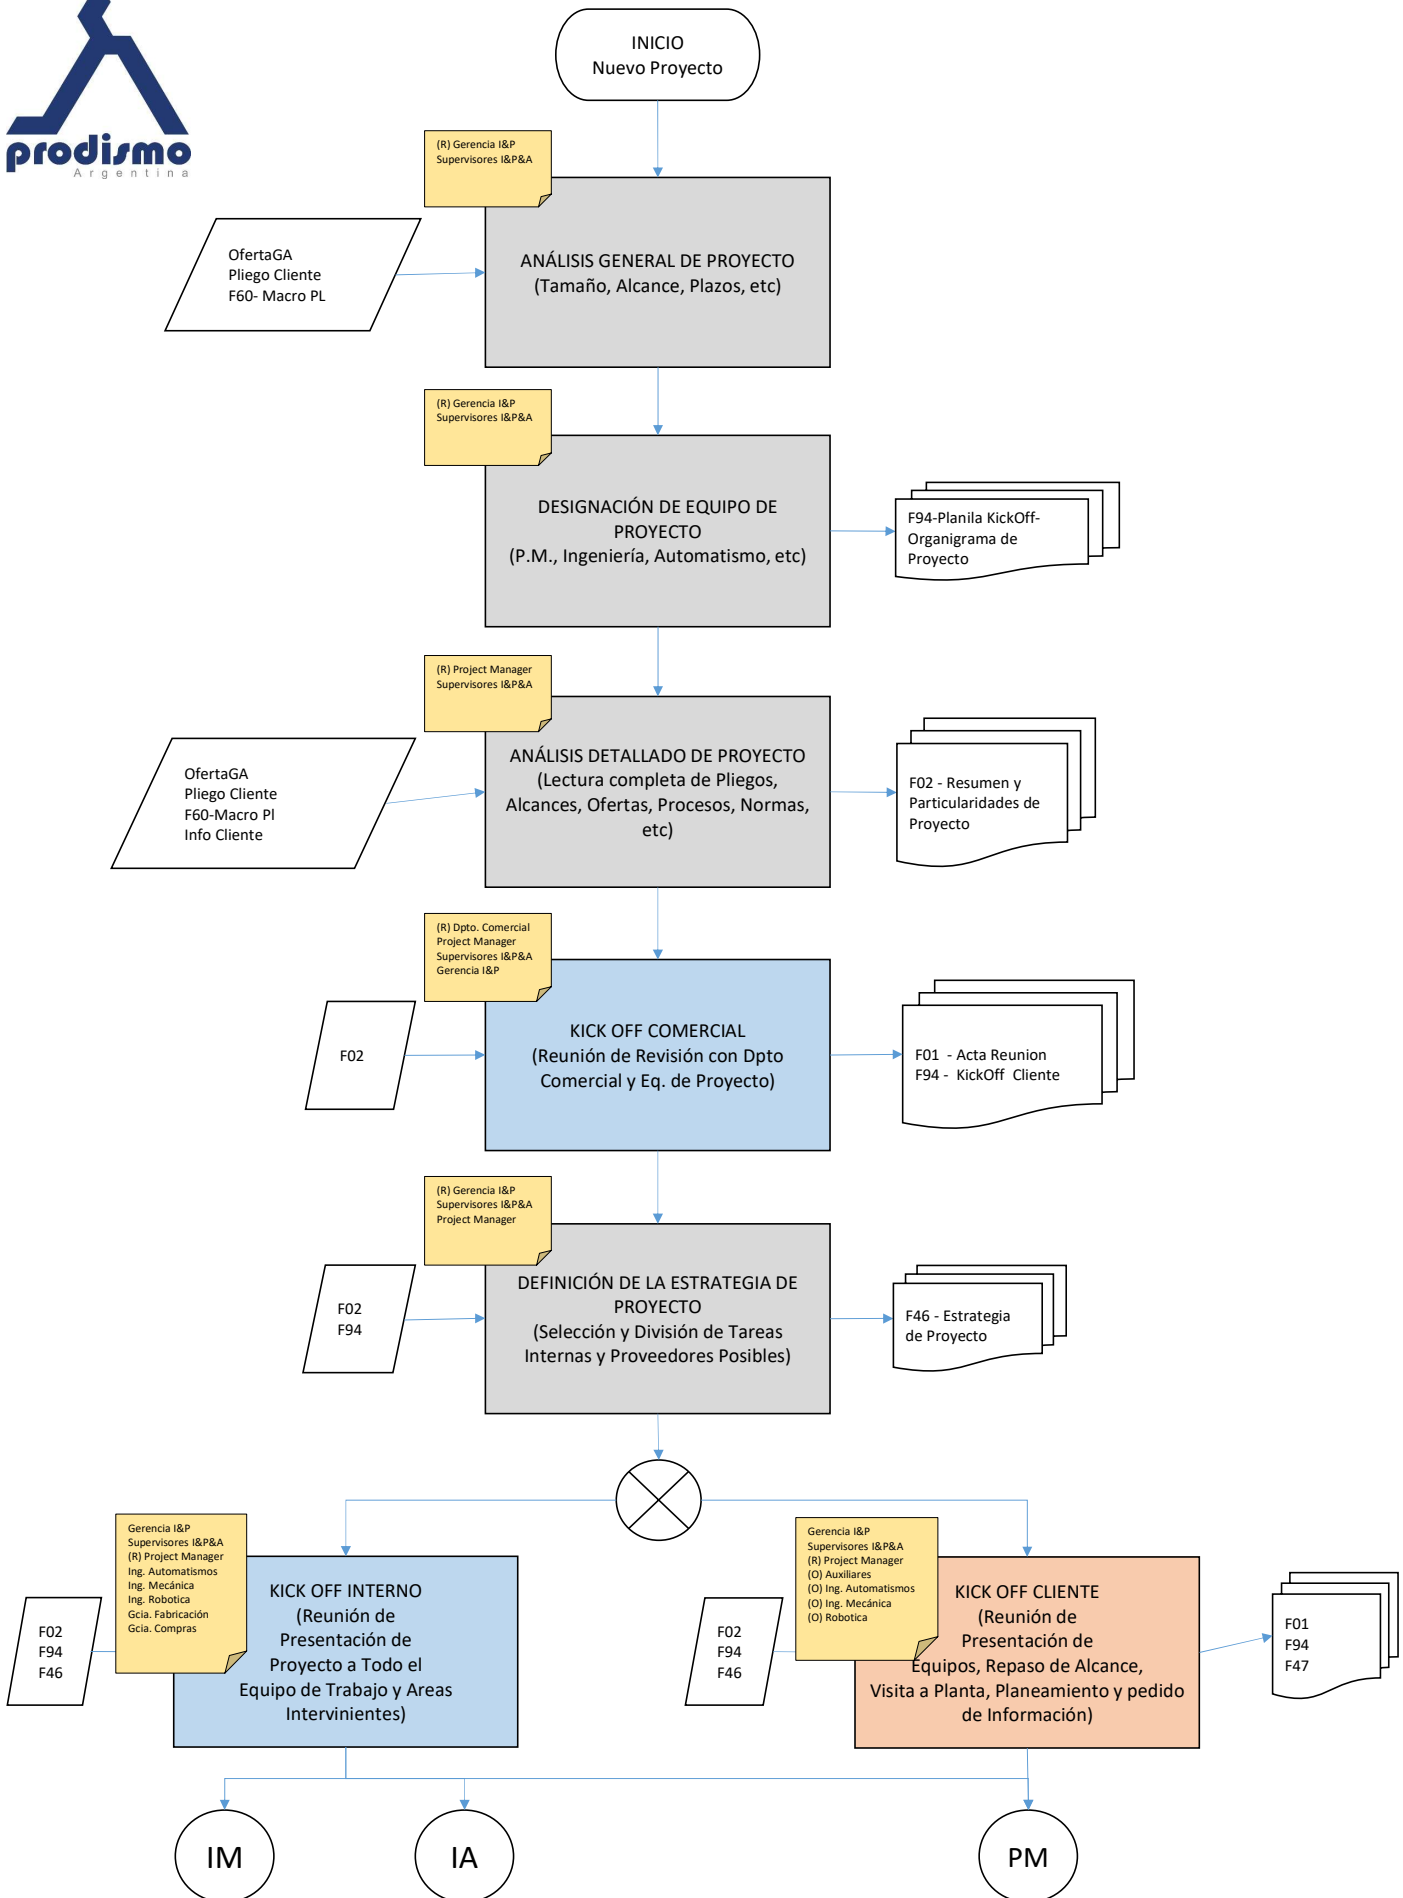 INICIO
Nuevo Proyecto
prodismo
Argentina
(R) Gerencia I&P
Supervisores I&P&A
OfertaGA
Pliego Cliente
F60- Macro PL
ANÁLISIS GENERAL DE PROYECTO
(Tamaño, Alcance, Plazos, etc)
(R) Gerencia I&P
Supervisores I&P&A
DESIGNACIÓN DE EQUIPO DE
PROYECTO
(P.M., Ingeniería, Automatismo, etc)
F94-Planila KickOff-
Organigrama de
Proyecto
(R) Project Manager
Supervisores I&P&A
OfertaGA
Pliego Cliente
F60-Macro Pl
Info Cliente
ANÁLISIS DETALLADO DE PROYECTO
(Lectura completa de Pliegos,
Alcances, Ofertas, Procesos, Normas,
etc)
F02 - Resumen y
Particularidades de
Proyecto
(R) Dpto. Comercial
Project Manager
Supervisores I&P&A
Gerencia I&P
F02
KICK OFF COMERCIAL
(Reunión de Revisión con Dpto
Comercial y Eq. de Proyecto)
F01  - Acta Reunion
F94 -  KickOff  Cliente
(R) Gerencia I&P
Supervisores I&P&A
Project Manager
F02
F94
DEFINICIÓN DE LA ESTRATEGIA DE
PROYECTO
(Selección y División de Tareas
Internas y Proveedores Posibles)
F46 - Estrategia
de Proyecto
Gerencia I&P
Supervisores I&P&A
(R) Project Manager
Ing. Automatismos
Ing. Mecánica
Ing. Robotica
Gcia. Fabricación
Gcia. Compras
F02
F94
F46
KICK OFF INTERNO
(Reunión de
Presentación de
Proyecto a Todo el
Equipo de Trabajo y Areas
Intervinientes)
Gerencia I&P
Supervisores I&P&A
(R) Project Manager
(O) Auxiliares
(O) Ing. Automatismos
(O) Ing. Mecánica
(O) Robotica
F02
F94
F46
KICK OFF CLIENTE
(Reunión de
Presentación de
Equipos, Repaso de Alcance,
Visita a Planta, Planeamiento y pedido
de Información)
F01
F94
F47
IM
IA
PM